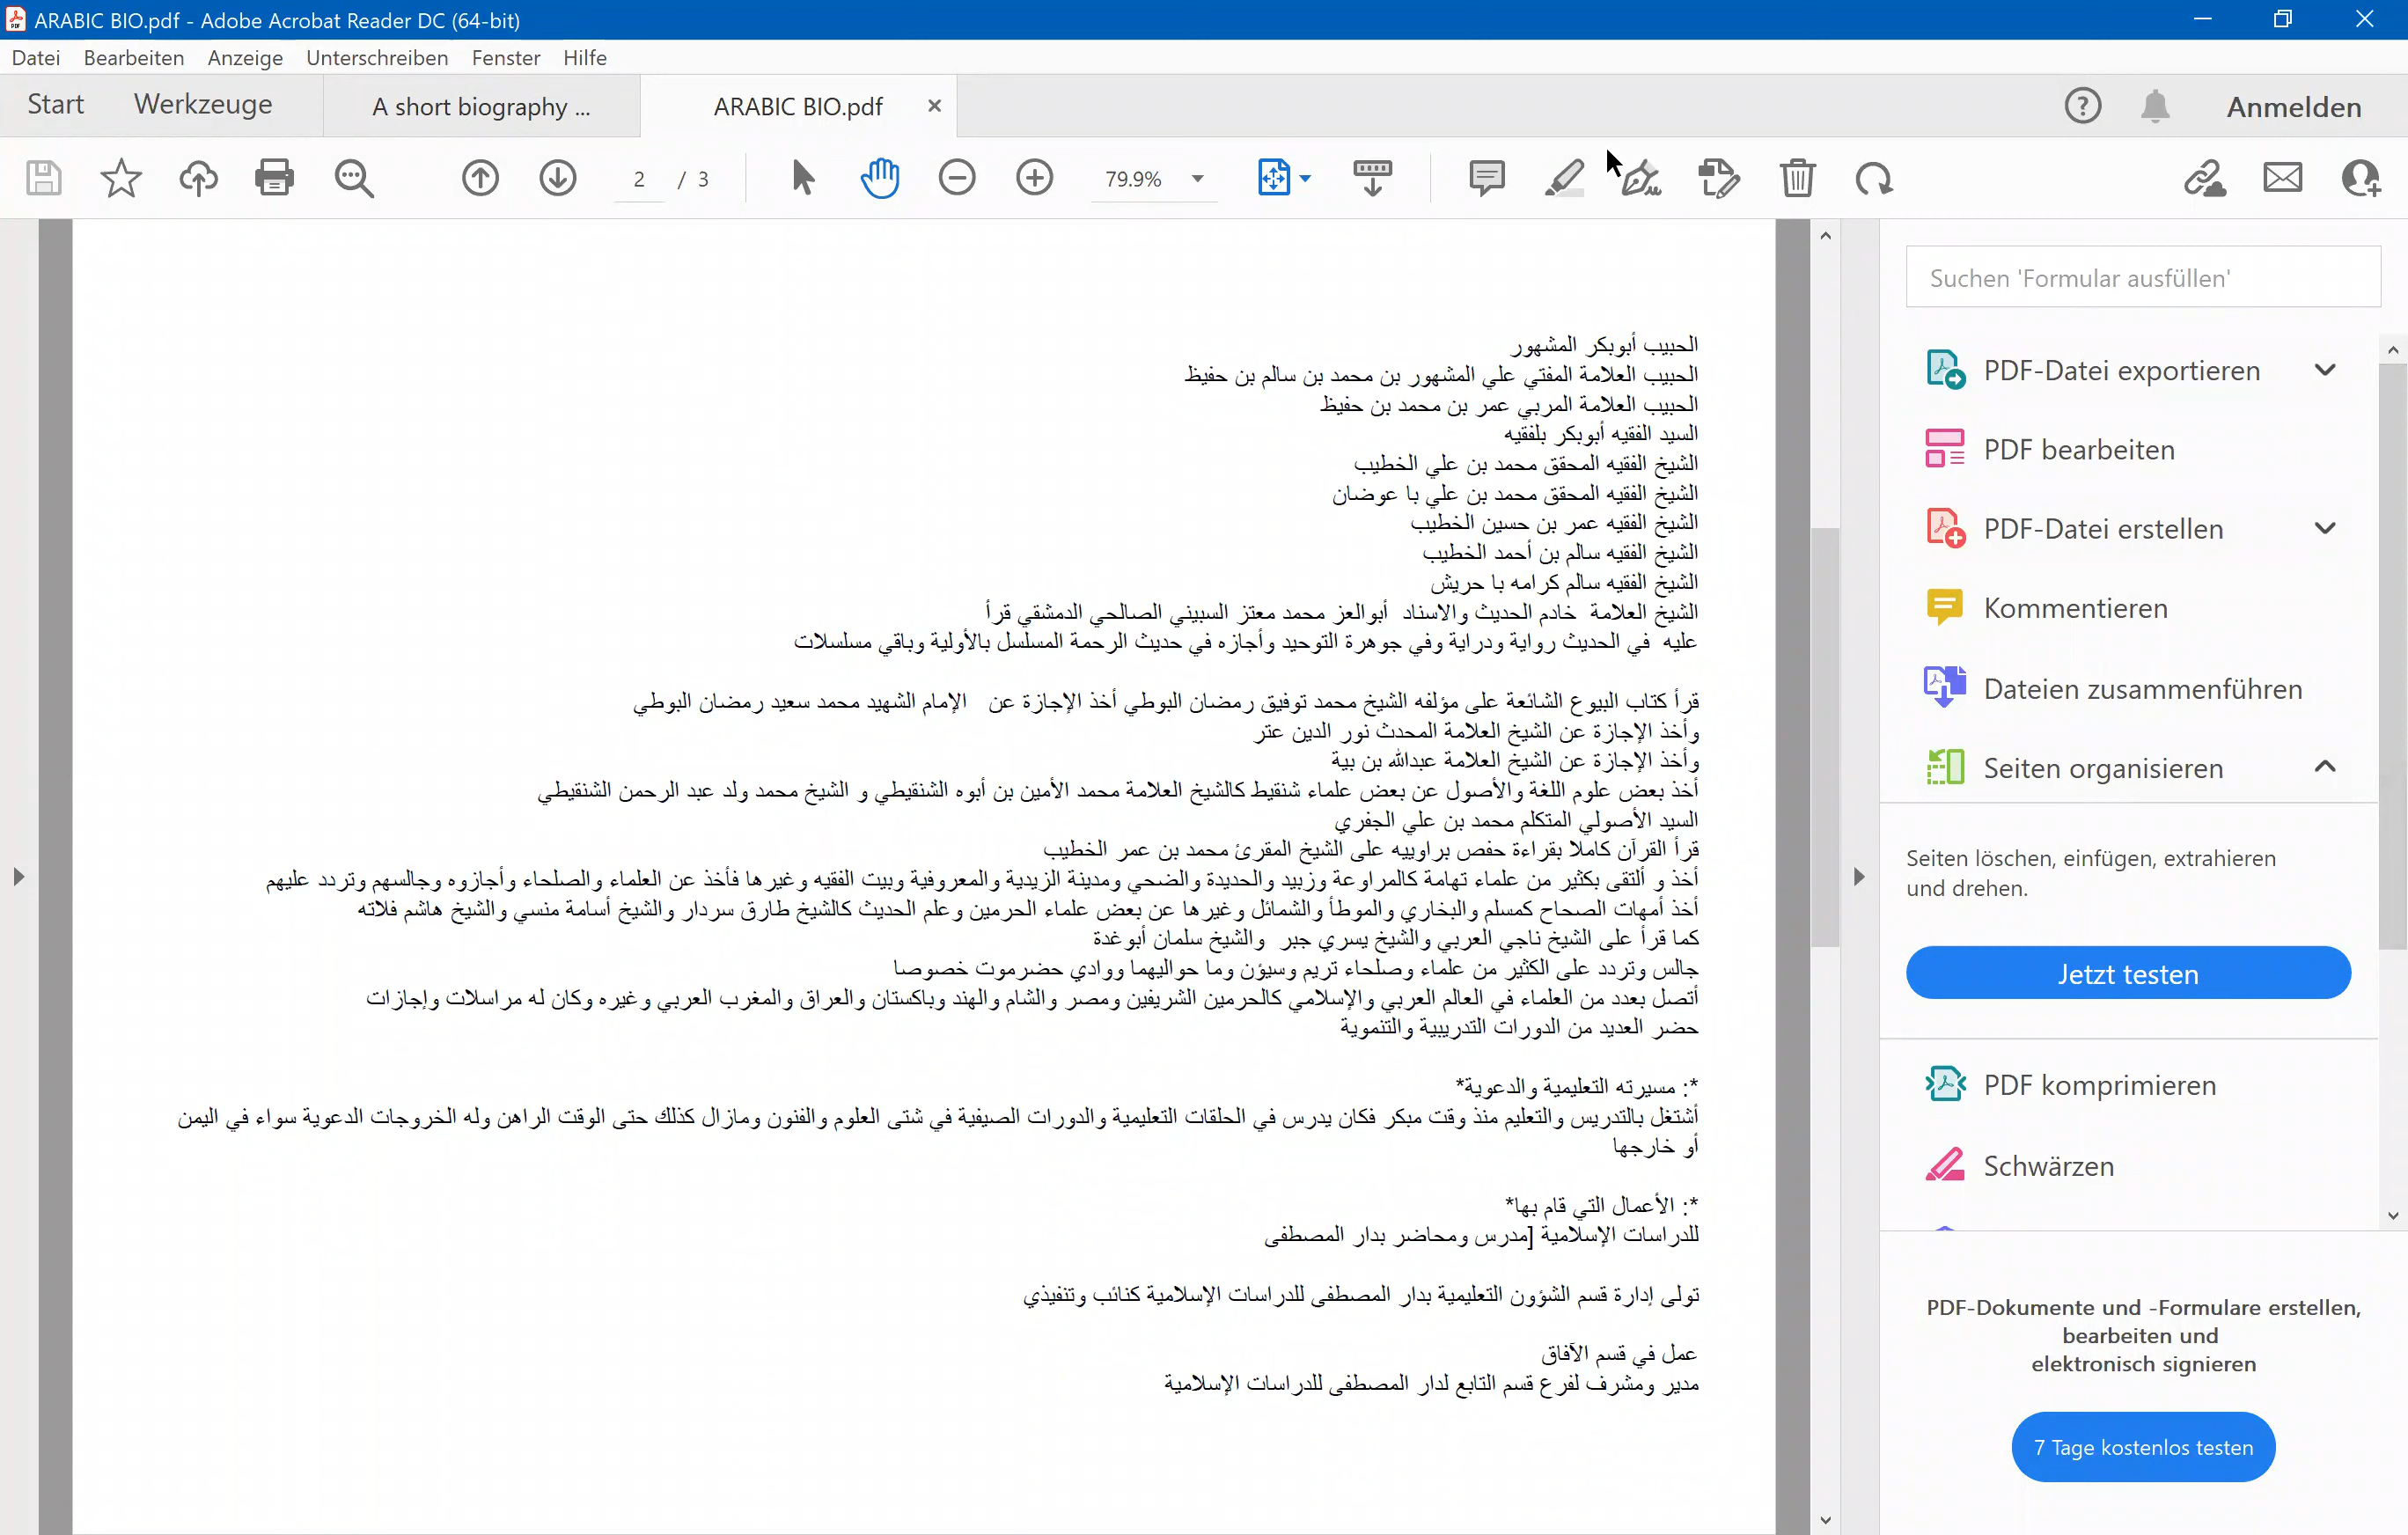 ARABIC BIO.pdf - Adobe Acrobat Reader DC (64-bit)
Datei Bearbeiten Anzeige Unterschreiben Fenster Hilfe
Start Werkzeuge A short biography ... ARABIC BIO.pdf Anmelden
2 / 3 79.9%
الحبيب أبوبكر المشهور
الحبيب العلامة المفتي علي المشهور بن محمد بن سالم بن حفيظ
الحبيب العلامة المربي عمر بن محمد بن حفيظ
السيد الفقيه أبوبكر بلفقيه
الشيخ الفقيه المحقق محمد بن علي الخطيب
الشيخ الفقيه المحقق محمد بن علي با عوضان
الشيخ الفقيه عمر بن حسين الخطيب
الشيخ الفقيه سالم بن أحمد الخطيب
الشيخ الفقيه سالم كرامه با حريش
الشيخ العلامة خادم الحديث والاسناد أبوالعز محمد معتز السبيني الصالحي الدمشقي قرأ
عليه في الحديث رواية ودراية وفي جوهرة التوحيد وأجازه في حديث الرحمة المسلسل بالأولية وباقي مسلسلات
قرأ كتاب البيوع الشائعة على مؤلفه الشيخ محمد توفيق رمضان البوطي أخذ الإجازة عن الإمام الشهيد محمد سعيد رمضان البوطي
وأخذ الإجازة عن الشيخ العلامة المحدث نور الدين عتر
وأخذ الإجازة عن الشيخ العلامة عبدالله بن بية
أخذ بعض علوم اللغة والأصول عن بعض علماء شنقيط كالشيخ العلامة محمد الأمين بن أبوه الشنقيطي و الشيخ محمد ولد عبد الرحمن الشنقيطي
السيد الأصولي المتكلم محمد بن علي الجفري
قرأ القرآن كاملا بقراءة حفص براوييه على الشيخ المقرئ محمد بن عمر الخطيب
أخذ و ألتقى بكثير من علماء تهامة كالمراوعة وزبيد والحديدة والضحي ومدينة الزيدية والمعروفية وبيت الفقيه وغيرها فأخذ عن العلماء والصلحاء وأجازوه وجالسهم وتردد عليهم
أخذ أمهات الصحاح كمسلم والبخاري والموطأ والشمائل وغيرها عن بعض علماء الحرمين وعلم الحديث كالشيخ طارق سردار والشيخ أسامة منسي والشيخ هاشم فلاته
كما قرأ على الشيخ ناجي العربي والشيخ يسري جبر والشيخ سلمان أبوغدة
جالس وتردد على الكثير من علماء وصلحاء تريم وسيؤن وما حواليهما ووادي حضرموت خصوصا
أتصل بعدد من العلماء في العالم العربي والإسلامي كالحرمين الشريفين ومصر والشام والهند وباكستان والعراق والمغرب العربي وغيره وكان له مراسلات وإجازات
حضر العديد من الدورات التدريبية والتنموية
*: مسيرته التعليمية والدعوية*
أشتغل بالتدريس والتعليم منذ وقت مبكر فكان يدرس في الحلقات التعليمية والدورات الصيفية في شتى العلوم والفنون ومازال كذلك حتى الوقت الراهن وله الخروجات الدعوية سواء في اليمن
أو خارجها
*: الأعمال التي قام بها*
للدراسات الإسلامية [مدرس ومحاضر بدار المصطفى
تولى إدارة قسم الشؤون التعليمية بدار المصطفى للدراسات الإسلامية كنائب وتنفيذي
عمل في قسم الآفاق
مدير ومشرف لفرع قسم التابع لدار المصطفى للدراسات الإسلامية
Suchen 'Formular ausfüllen'
PDF-Datei exportieren
PDF bearbeiten
PDF-Datei erstellen
Kommentieren
Dateien zusammenführen
Seiten organisieren
Seiten löschen, einfügen, extrahieren
und drehen.
Jetzt testen
PDF komprimieren
Schwärzen
PDF-Dokumente und -Formulare erstellen,
bearbeiten und
elektronisch signieren
7 Tage kostenlos testen